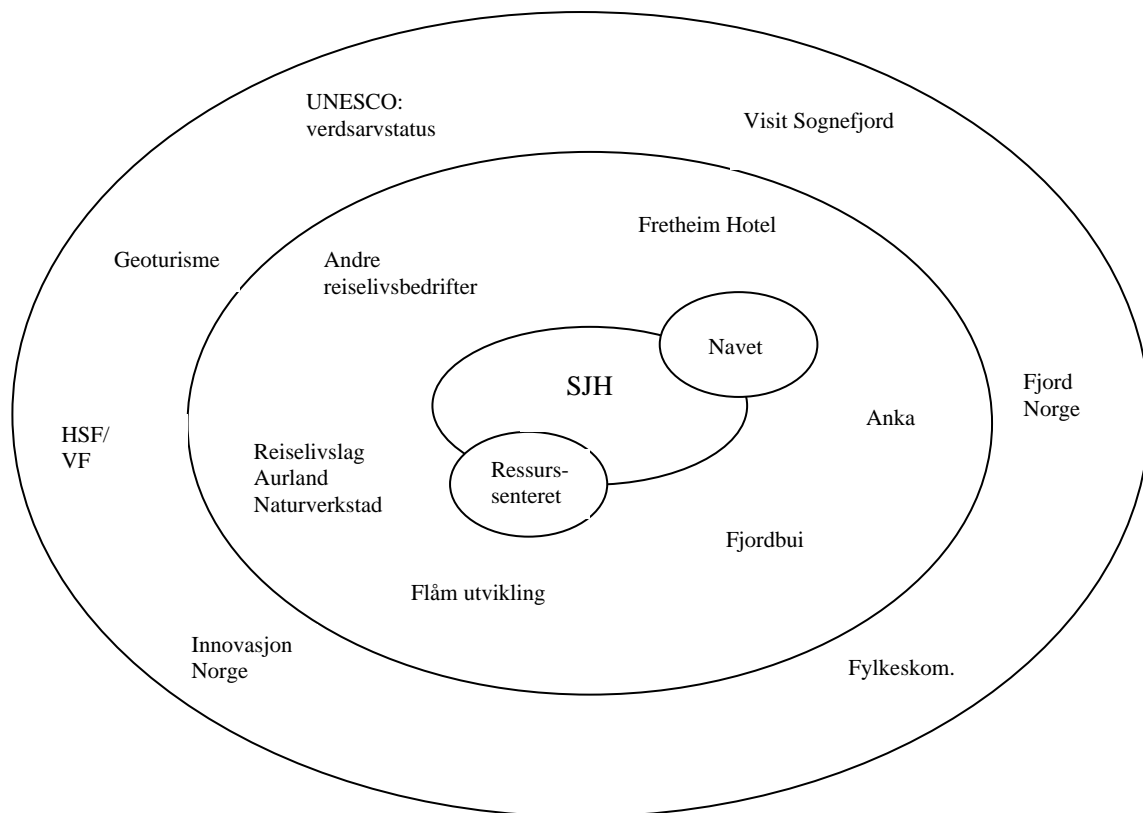 UNESCO:
verdsarvstatus
Visit Sognefjord
Fretheim Hotel
Geoturisme
Andre
reiselivsbedrifter
Navet
SJH
Fjord
Norge
Anka
HSF/
VF
Reiselivslag
Aurland
Naturverkstad
Ressurs-
senteret
Fjordbui
Flåm utvikling
Innovasjon
Norge
Fylkeskom.